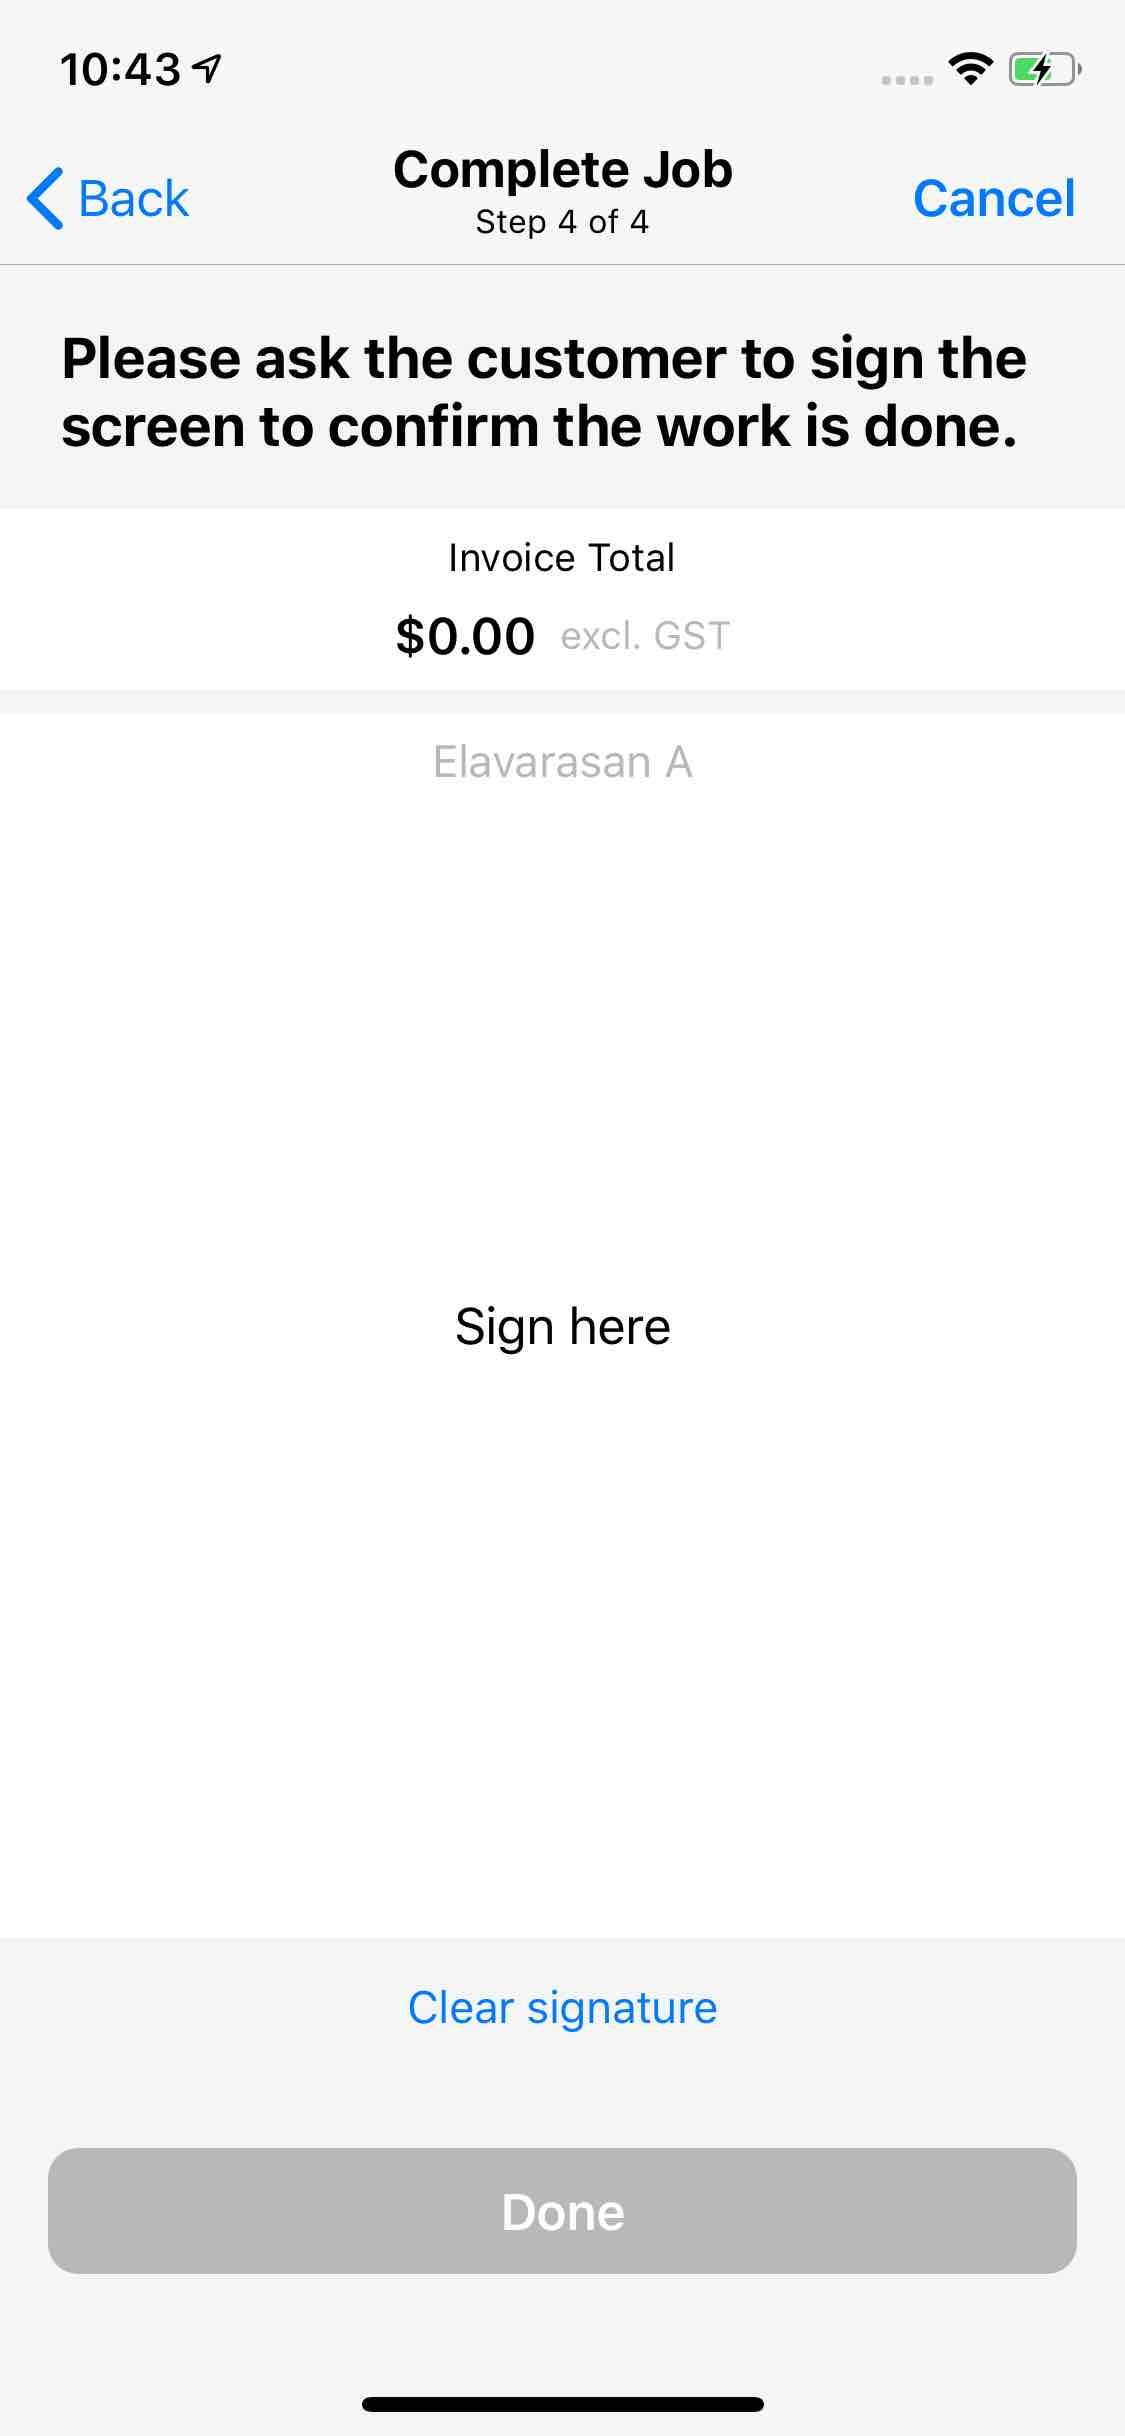 10:43
Back
Complete Job
Step 4 of 4
Cancel
Please ask the customer to sign the
screen to confirm the work is done.
Invoice Total
$0.00 excl. GST
Elavarasan A
Sign here
Clear signature
Done